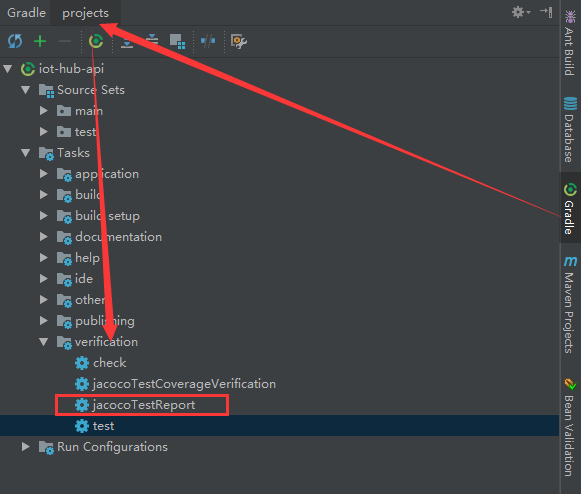 Gradle projects
iot-hub-api
Source Sets
main
test
Tasks
application
build
build setup
documentation
help
ide
other
publishing
verification
check
jacocoTestCoverageVerification
jacocoTestReport
test
Run Configurations
Ant Build
Database
Gradle
Maven Projects
Bean Validation